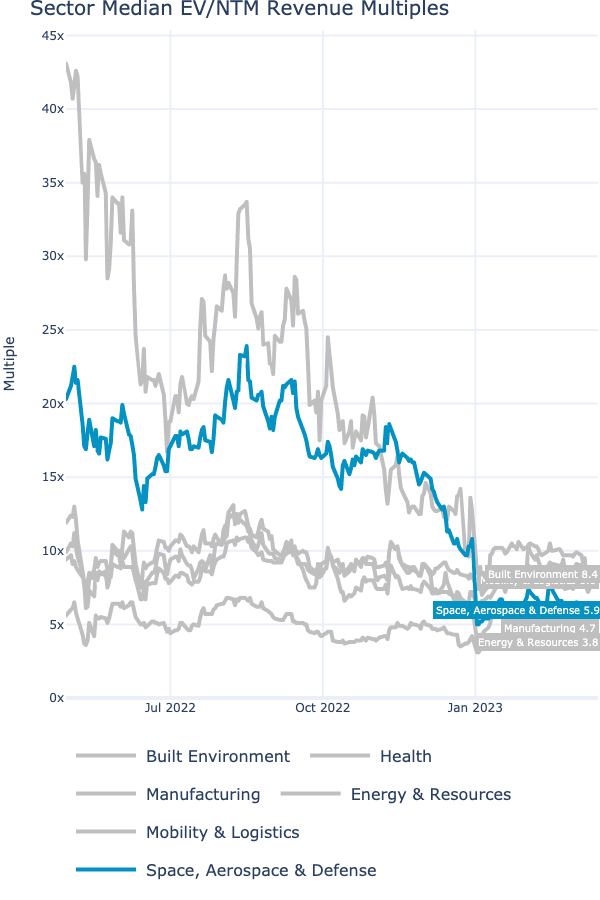 Sector Median EV/NTM Revenue Multiples
45x
40x
35x
30x
25x
20x
15x
10x
5x
0x
Multiple
Jul 2022
Oct 2022
Jan 2023
Built Environment 8.4
Space, Aerospace & Defense 5.9
Manufacturing 4.7
Energy & Resources 3.8
Built Environment
Health
Manufacturing
Energy & Resources
Mobility & Logistics
Space, Aerospace & Defense